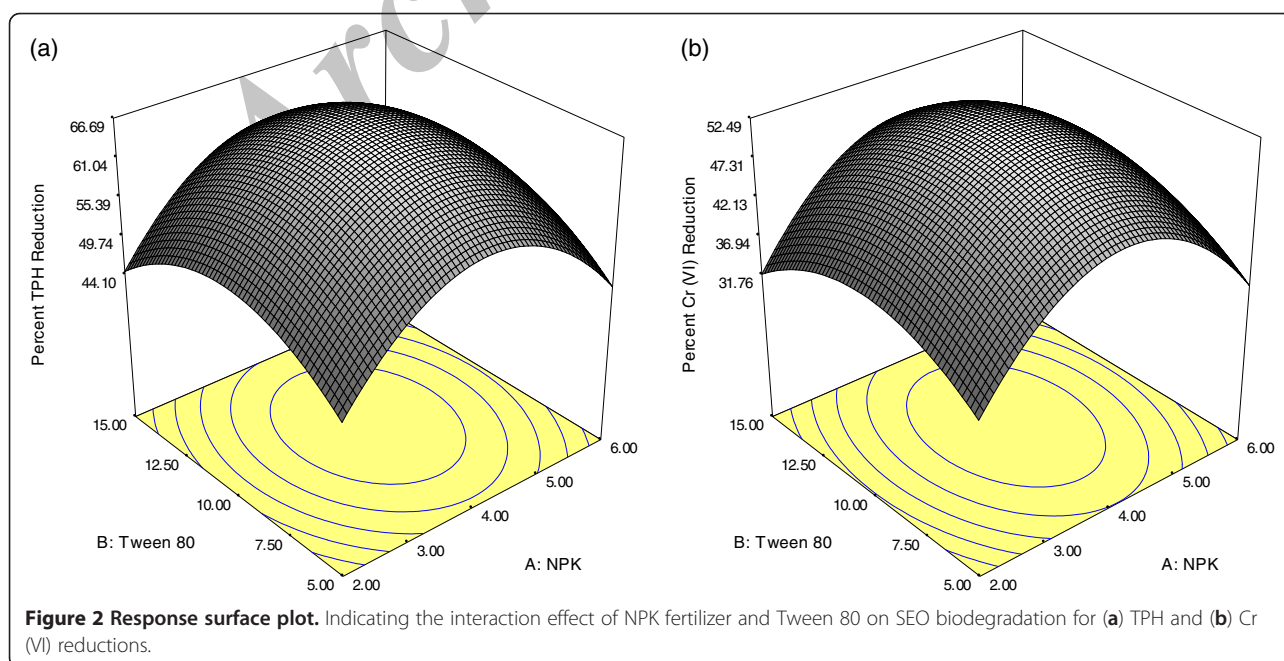 Arc
(a)
66.69
61.04
55.39
49.74
44.10
Percent TPH Reduction
15.00
12.50
10.00
7.50
5.00
B: Tween 80
2.00
3.00
4.00
5.00
6.00
A: NPK
(b)
52.49
47.31
42.13
36.94
31.76
Percent Cr (VI) Reduction
15.00
12.50
10.00
7.50
5.00
B: Tween 80
2.00
3.00
4.00
5.00
6.00
A: NPK
Figure 2 Response surface plot. Indicating the interaction effect of NPK fertilizer and Tween 80 on SEO biodegradation for (a) TPH and (b) Cr
(VI) reductions.